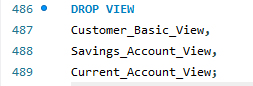 486 DROP VIEW
487 Customer_Basic_View,
488 Savings_Account_View,
489 Current_Account_View;